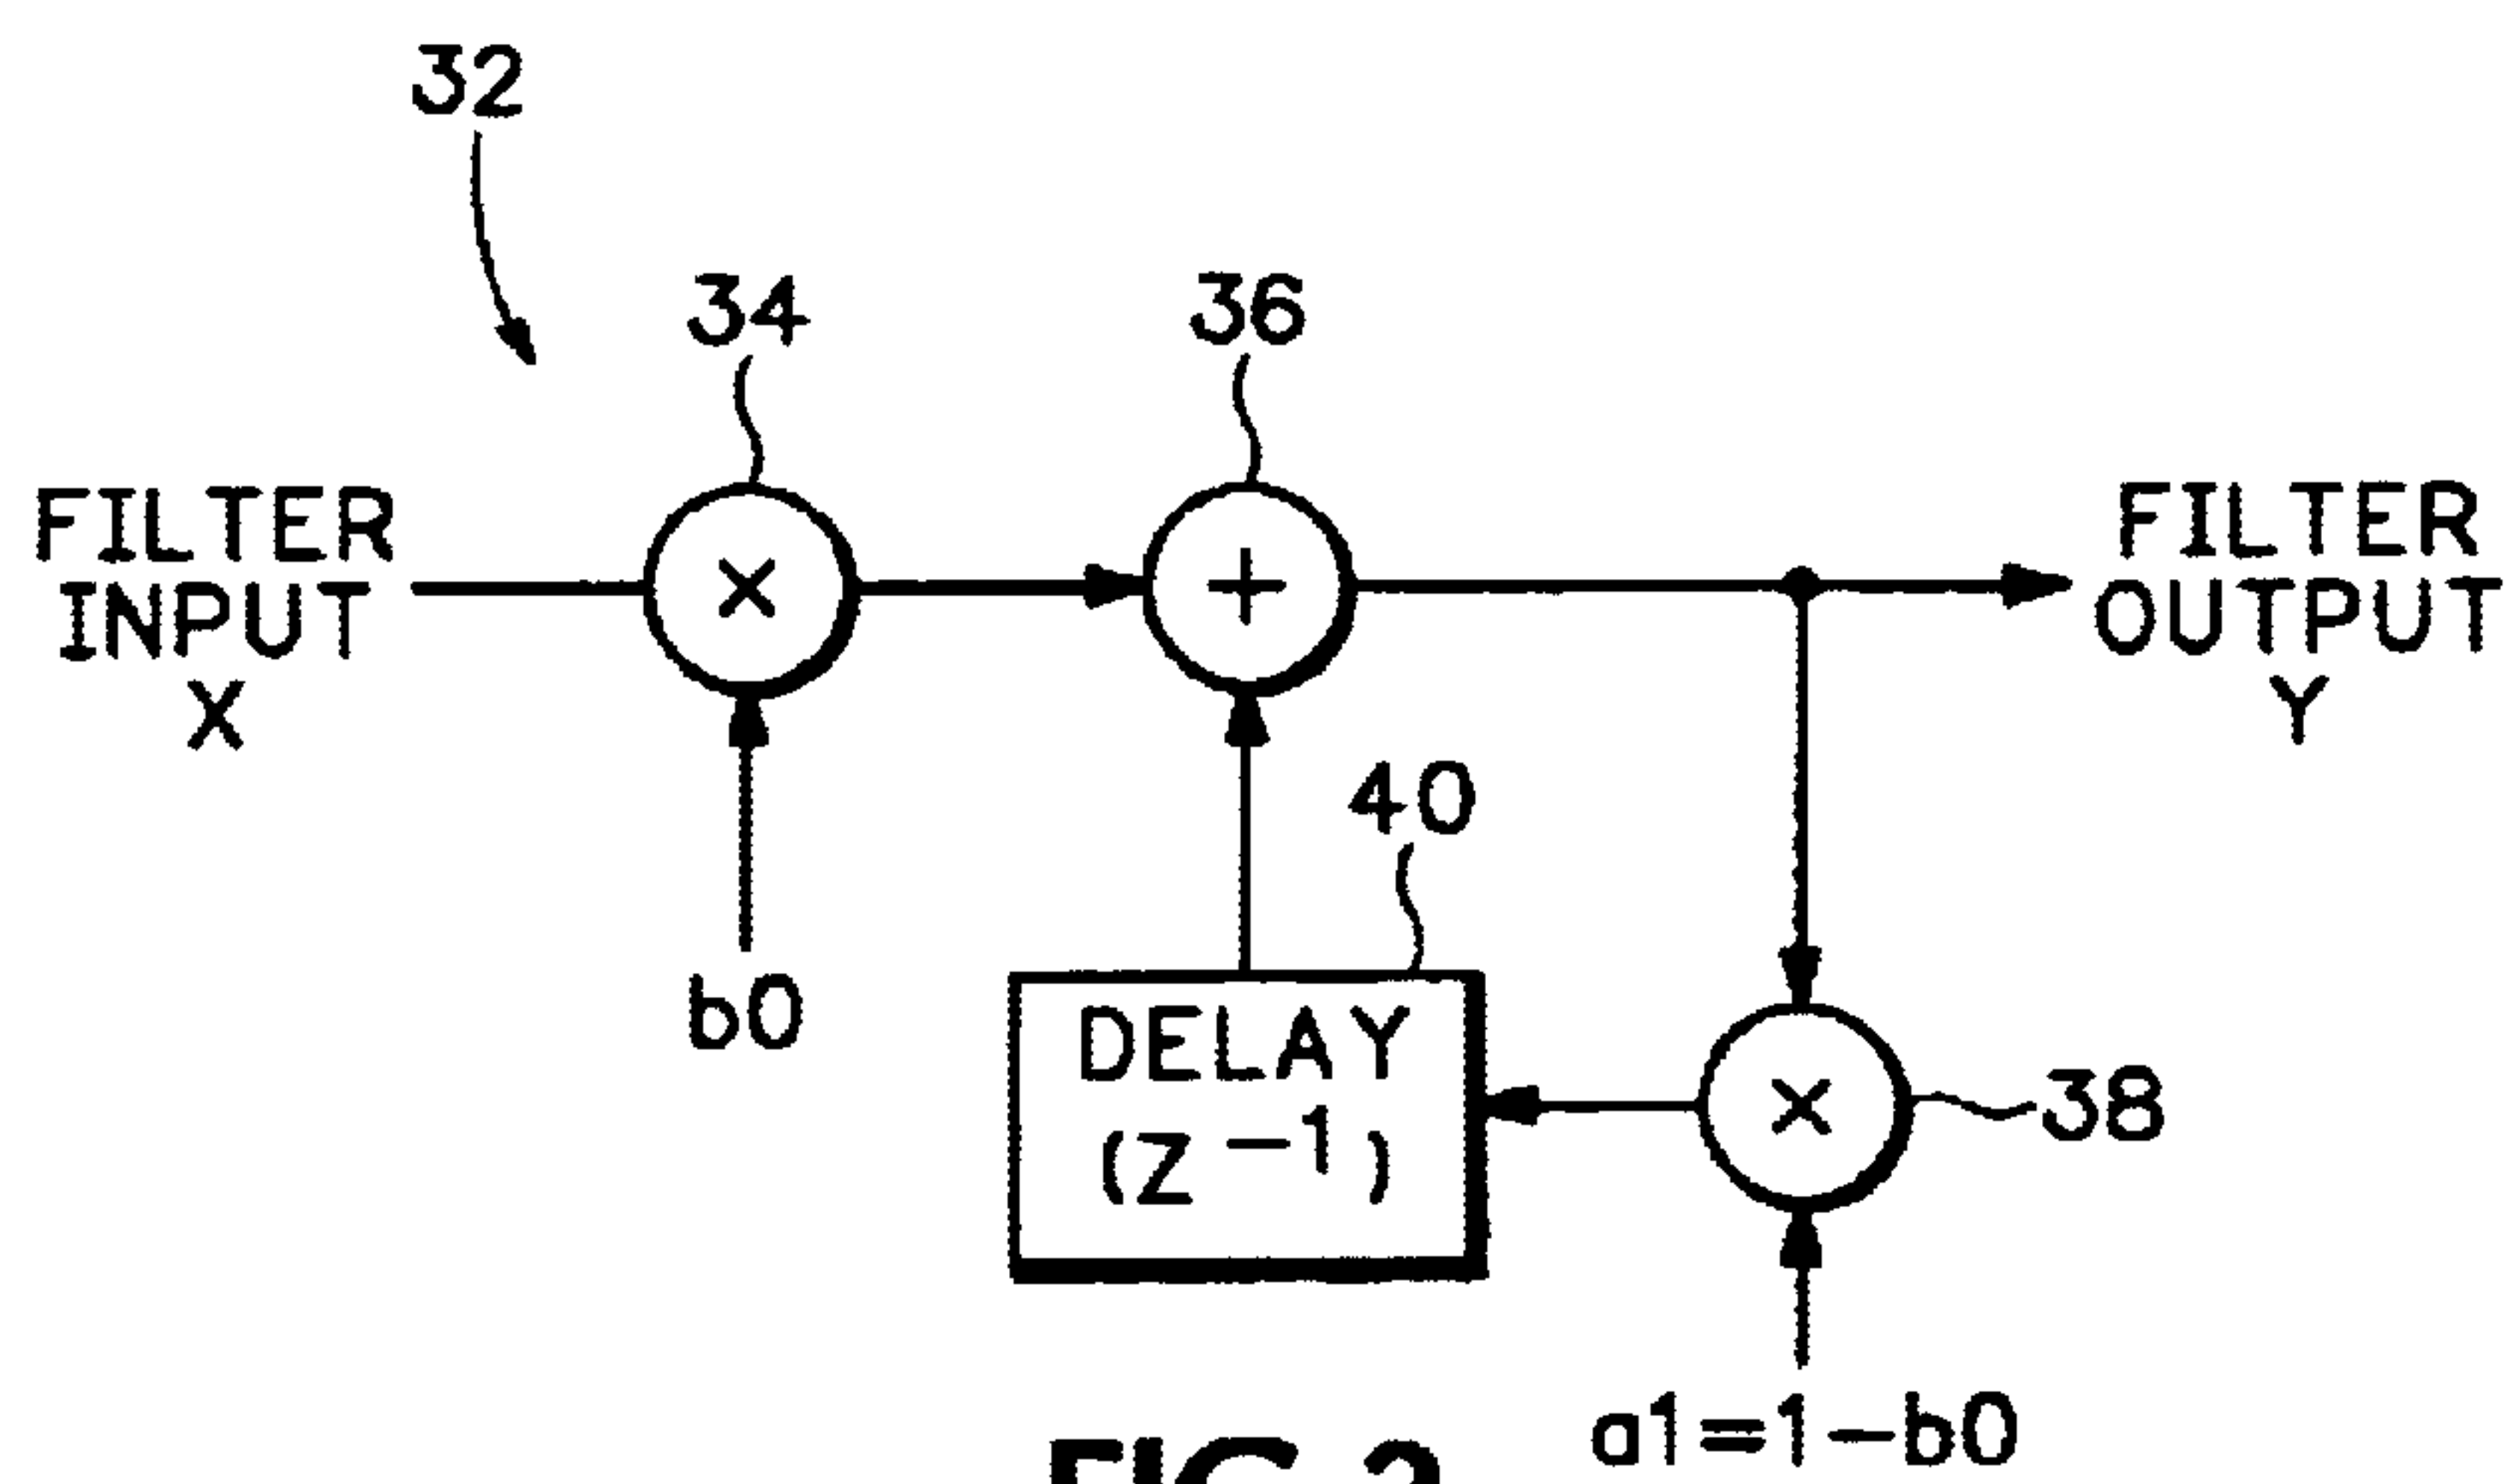 32
34
36
FILTER
INPUT
X
×
+
FILTER
OUTPUT
Y
40
b0
DELAY
(Z⁻¹)
×
38
a1=1−b0